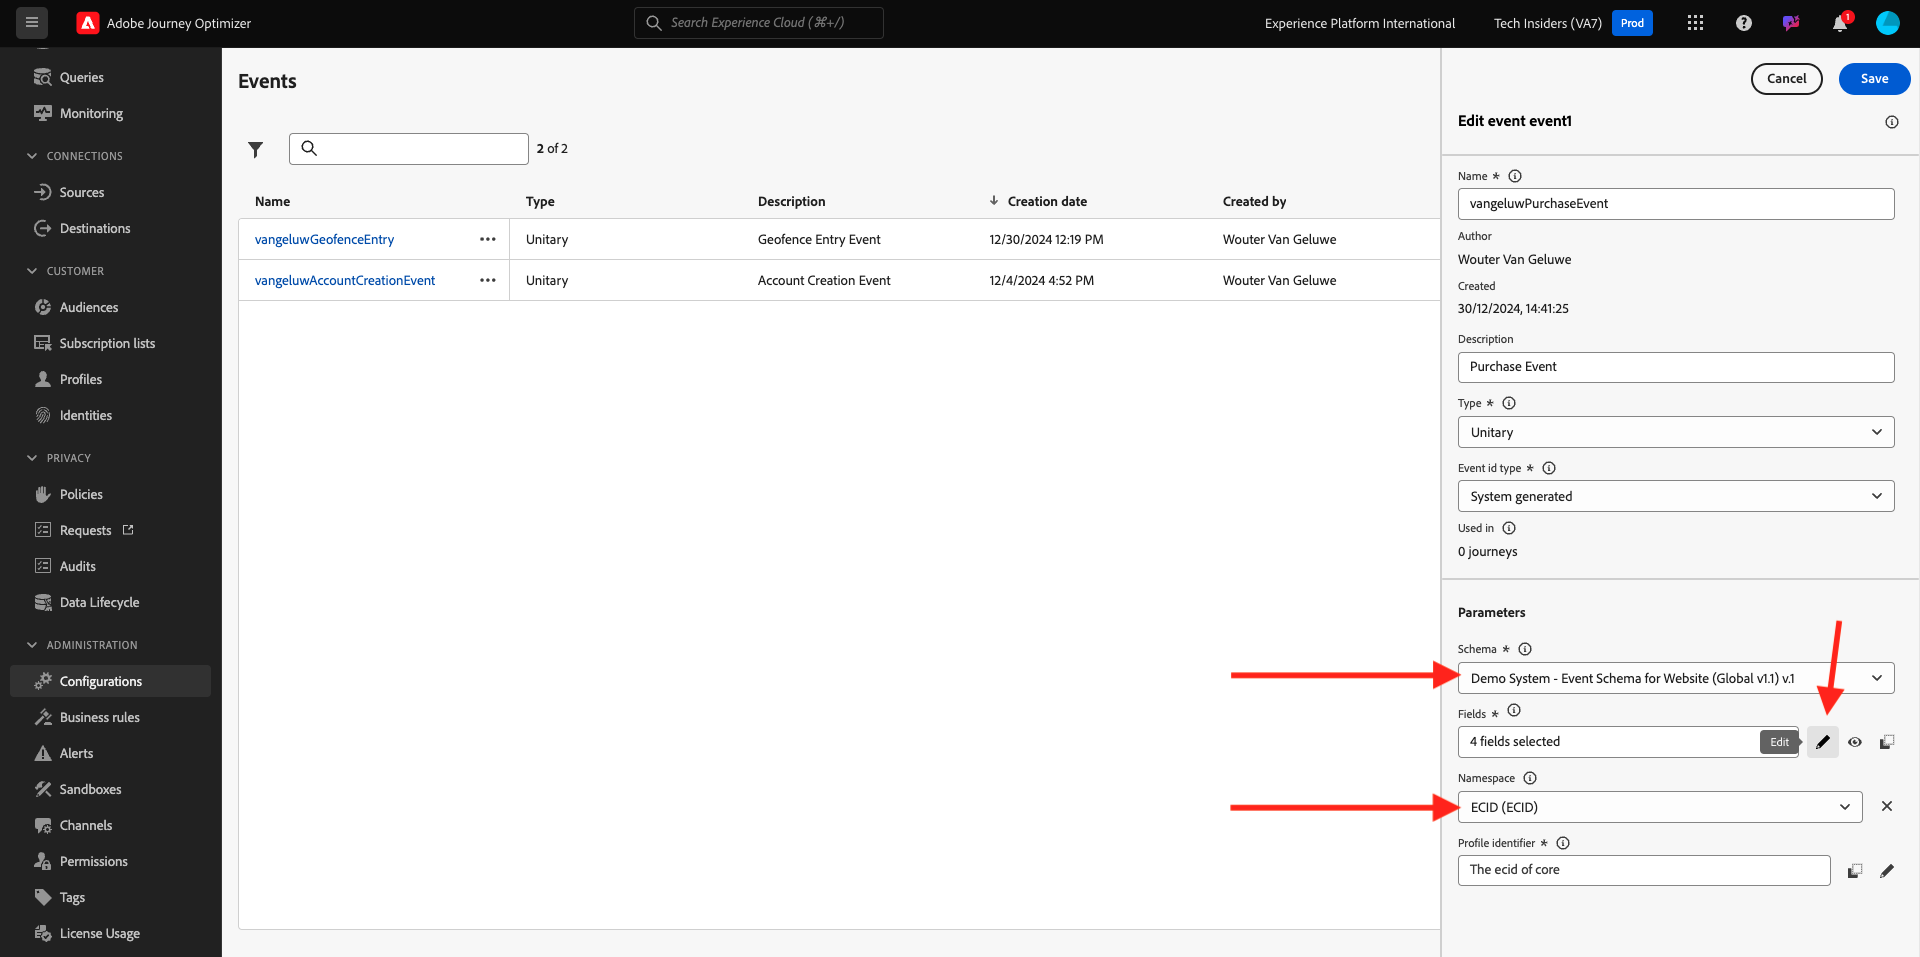 Adobe Journey Optimizer
Search Experience Cloud (⌘+/)
Experience Platform International
Tech Insiders (VA7)
Prod
1
Queries
Monitoring
CONNECTIONS
Sources
Destinations
CUSTOMER
Audiences
Subscription lists
Profiles
Identities
PRIVACY
Policies
Requests
Audits
Data Lifecycle
ADMINISTRATION
Configurations
Business rules
Alerts
Sandboxes
Channels
Permissions
Tags
License Usage
Events
2 of 2
Name Type Description Creation date Created by
vangeluwGeofenceEntry Unitary Geofence Entry Event 12/30/2024 12:19 PM Wouter Van Geluwe
vangeluwAccountCreationEvent Unitary Account Creation Event 12/4/2024 4:52 PM Wouter Van Geluwe
Cancel Save
Edit event event1
Name *
vangeluwPurchaseEvent
Author
Wouter Van Geluwe
Created
30/12/2024, 14:41:25
Description
Purchase Event
Type *
Unitary
Event id type *
System generated
Used in
0 journeys
Parameters
Schema *
Demo System - Event Schema for Website (Global v1.1) v.1
Fields *
4 fields selected
Edit
Namespace
ECID (ECID)
Profile identifier *
The ecid of core